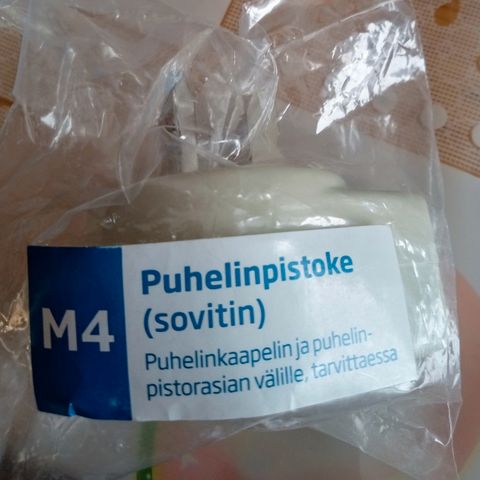 M4
Puhelinpistoke
(sovitin)
Puhelinkaapelin ja puhelin-
pistorasian välille, tarvittaessa